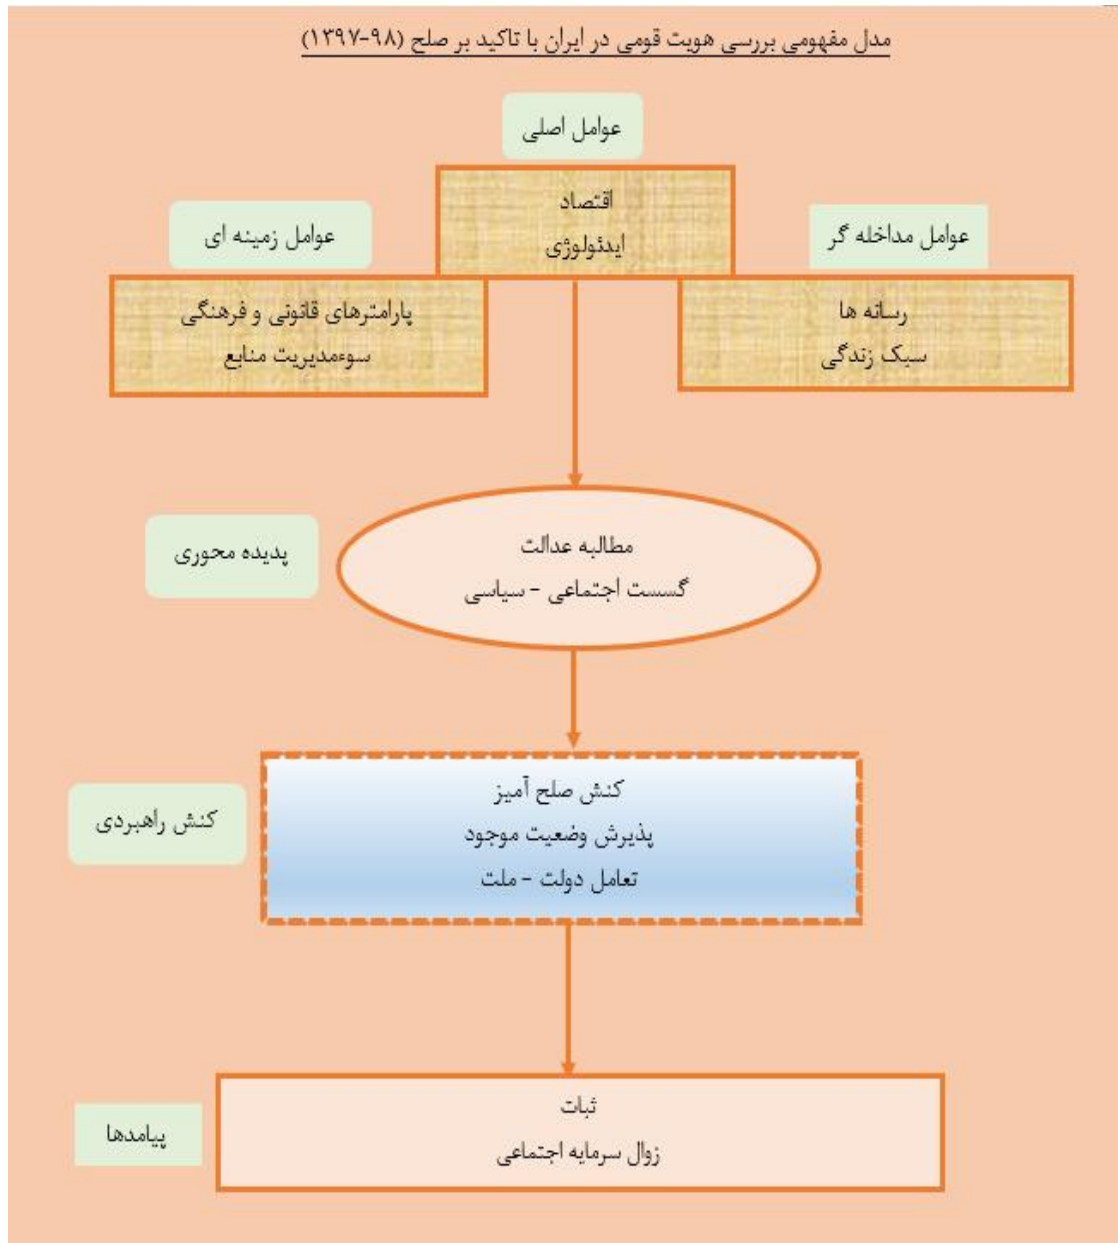 مدل مفهومی بررسی هویت قومی در ایران با تاکید بر صلح (۹۸-۱۳۹۷)
عوامل اصلی
اقتصاد
ایدئولوژی
عوامل مداخله گر
رسانه ها
سبک زندگی
عوامل زمینه ای
پارامترهای قانونی و فرهنگی
سوءمدیریت منابع
پدیده محوری
مطالبه عدالت
گسست اجتماعی - سیاسی
کنش راهبردی
کنش صلح آمیز
پذیرش وضعیت موجود
تعامل دولت - ملت
پیامدها
ثبات
زوال سرمایه اجتماعی